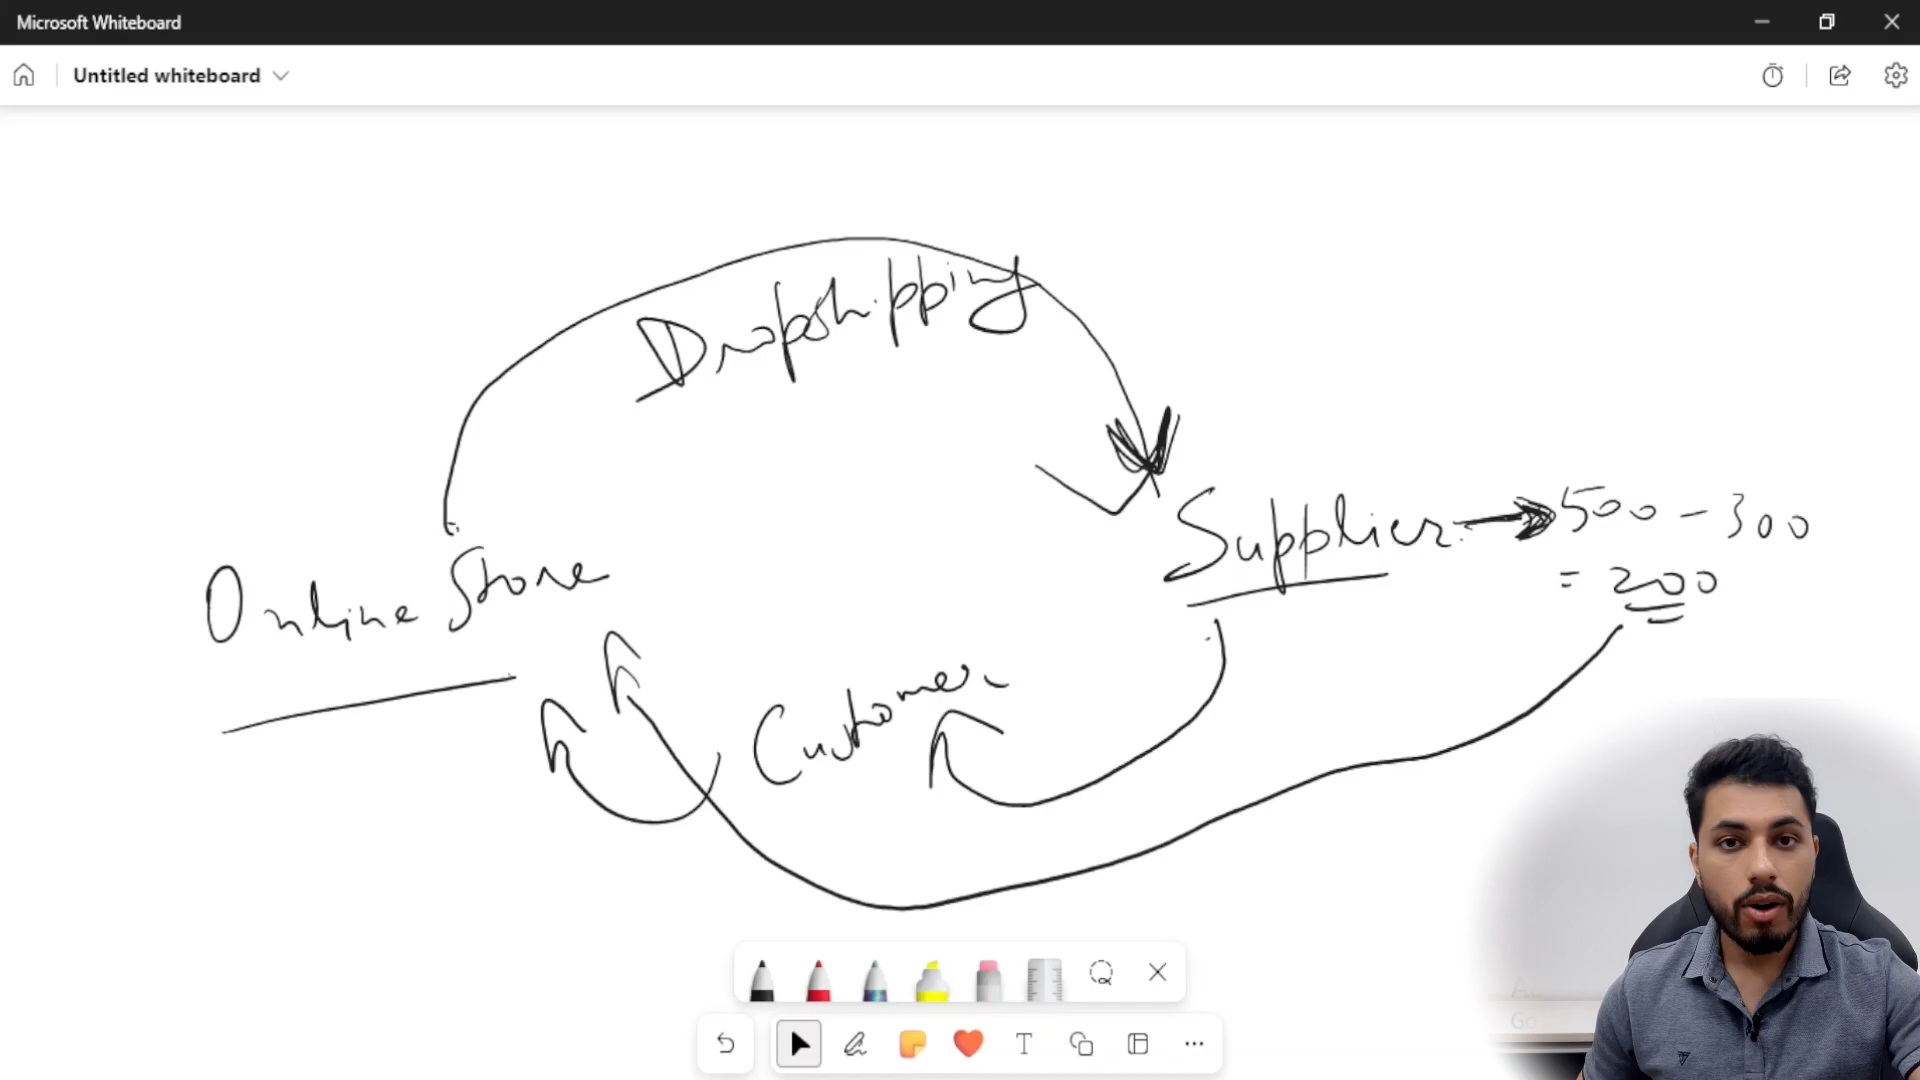 Microsoft Whiteboard
Untitled whiteboard
Dropshipping
Supplier
500 - 300
= 200
Online Store
Customer